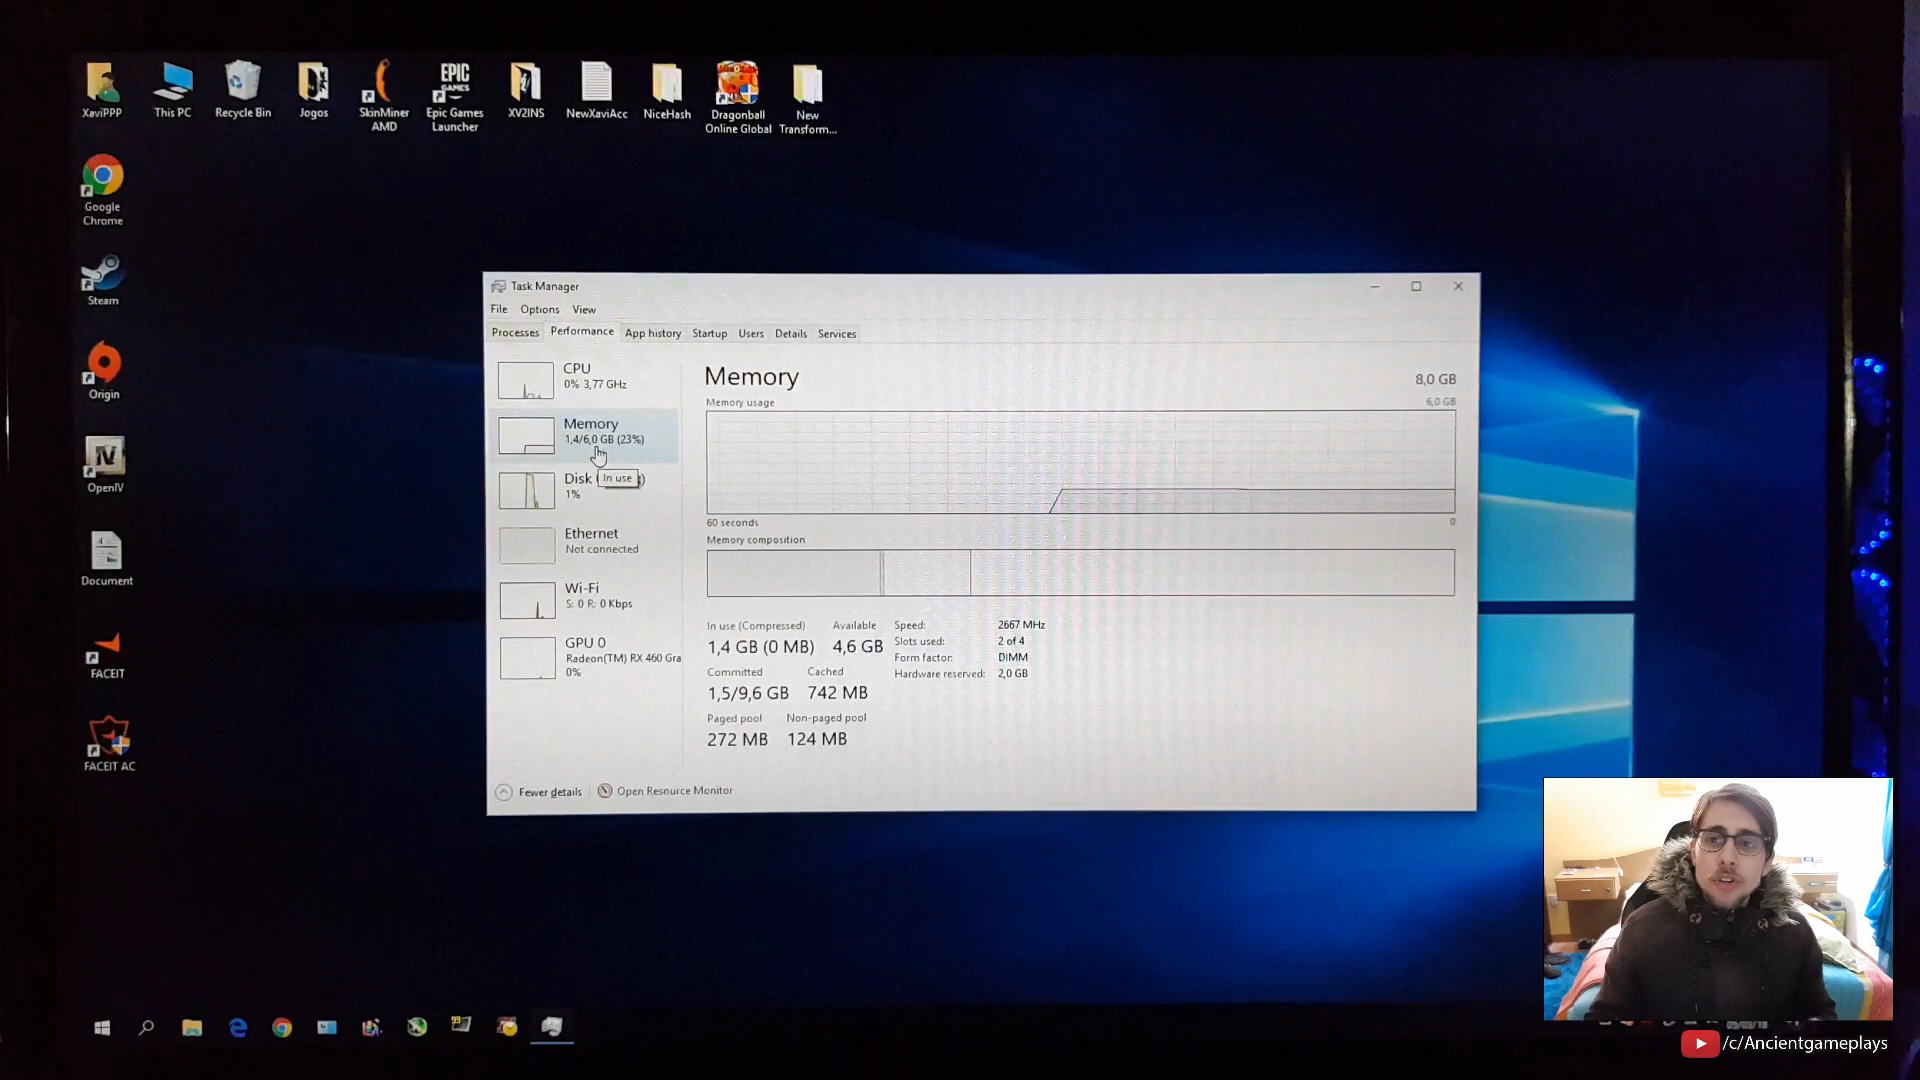 XaviPPP
This PC
Recycle Bin
Jogos
SkinMiner
AMD
EPIC
GAMES
Epic Games
Launcher
XV2INS
NewXaviAcc
NiceHash
Dragonball
Online Global
New
Transform...
Google
Chrome
Steam
Origin
IV
OpenIV
Document
FACEIT
FACEIT AC
Task Manager
File Options View
Processes Performance App history Startup Users Details Services
CPU
0% 3,77 GHz
Memory
1,4/6,0 GB (23%)
Disk
In use
1%
Ethernet
Not connected
Wi-Fi
S: 0 R: 0 Kbps
GPU 0
Radeon(TM) RX 460 Gra
0%
Memory
8,0 GB
Memory usage
6,0 GB
60 seconds
0
Memory composition
In use (Compressed)
1,4 GB (0 MB)
Available
4,6 GB
Committed
1,5/9,6 GB
Cached
742 MB
Paged pool
272 MB
Non-paged pool
124 MB
Speed: 2667 MHz
Slots used: 2 of 4
Form factor: DIMM
Hardware reserved: 2,0 GB
Fewer details
Open Resource Monitor
/c/Ancientgameplays